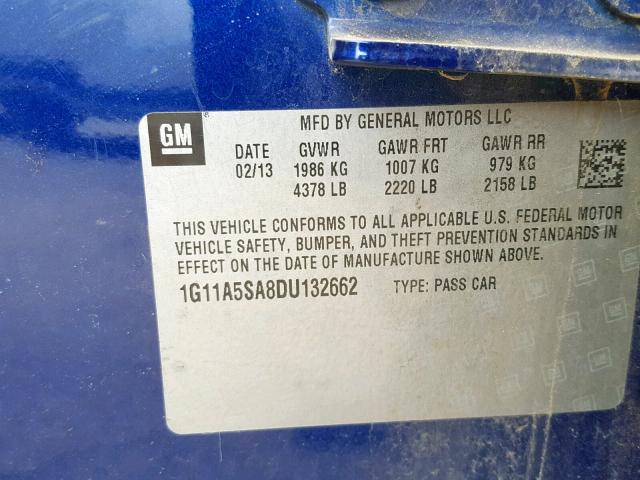 GM
MFD BY GENERAL MOTORS LLC
DATE GVWR GAWR FRT GAWR RR
02/13 1986 KG 1007 KG 979 KG
4378 LB 2220 LB 2158 LB
THIS VEHICLE CONFORMS TO ALL APPLICABLE U.S. FEDERAL MOTOR
VEHICLE SAFETY, BUMPER, AND THEFT PREVENTION STANDARDS IN
EFFECT ON THE DATE OF MANUFACTURE SHOWN ABOVE.
1G11A5SA8DU132662 TYPE: PASS CAR